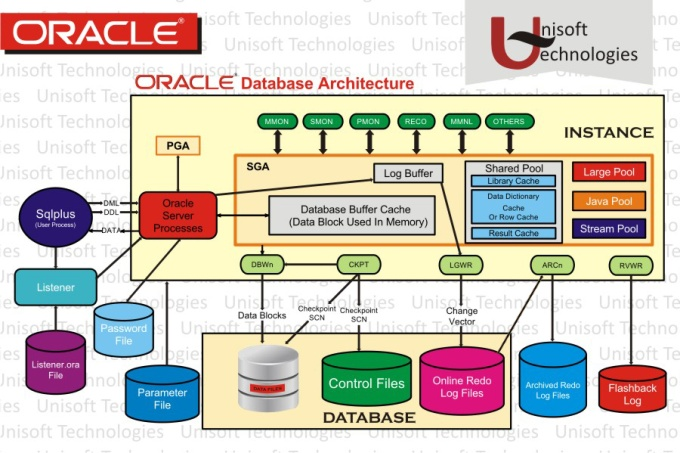 ORACLE®
Unisoft
Technologies
ORACLE® Database Architecture
MMON
SMON
PMON
RECO
MMNL
OTHERS
INSTANCE
PGA
SGA
Log Buffer
Shared Pool
Library Cache
Data Dictionary
Cache
Or Row Cache
Result Cache
Large Pool
Java Pool
Stream Pool
Sqlplus
(User Process)
DML
DDL
DATA
Oracle
Server
Processes
Database Buffer Cache
(Data Block Used In Memory)
DBWn
CKPT
LGWR
ARCn
RVWR
Listener
Listener.ora
File
Password
File
Parameter
File
Data Blocks
Checkpoint
SCN
Checkpoint
SCN
Change
Vector
Control Files
Online Redo
Log Files
Archived Redo
Log Files
Flashback
Log
DATABASE
Unisoft Technologies